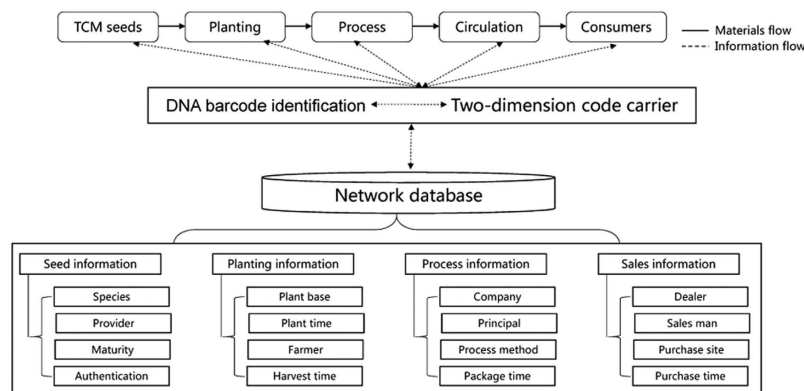 TCM seeds
Planting
Process
Circulation
Consumers
Materials flow
Information flow
DNA barcode identification
Two-dimension code carrier
Network database
Seed information
Planting information
Process information
Sales information
Species
Plant base
Company
Dealer
Provider
Plant time
Principal
Sales man
Maturity
Farmer
Process method
Purchase site
Authentication
Harvest time
Package time
Purchase time